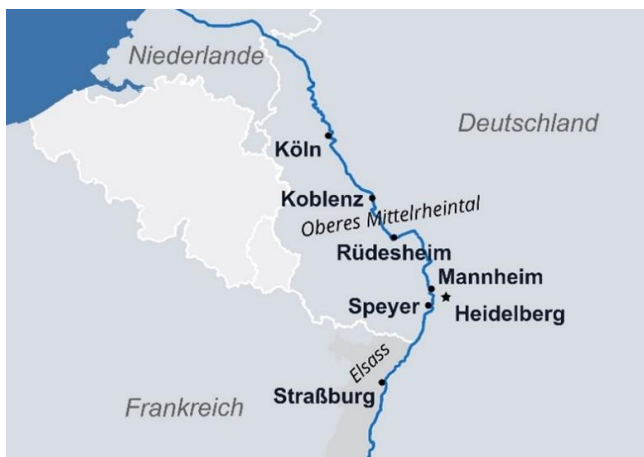 Niederlande
Deutschland
Köln
Koblenz
Oberes Mittelrheintal
Rüdesheim
Mannheim
Speyer
Heidelberg
Elsass
Straßburg
Frankreich